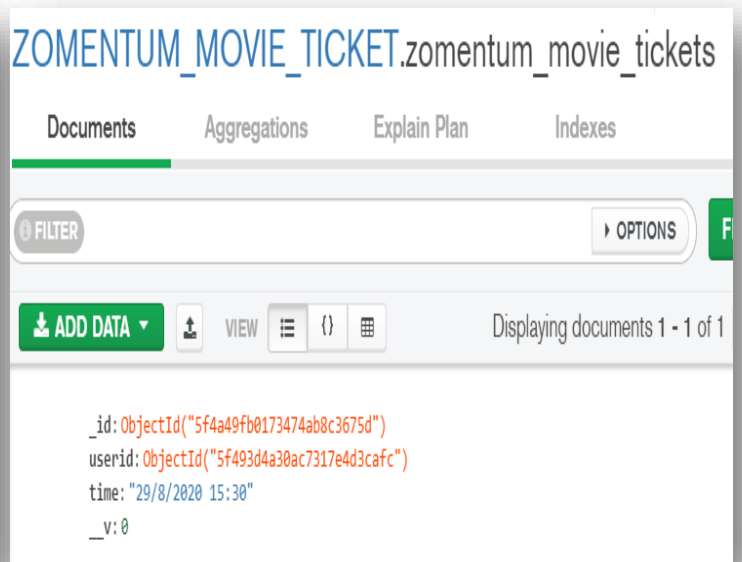 ZOMENTUM_MOVIE_TICKET.zomentum_movie_tickets
Documents Aggregations Explain Plan Indexes
FILTER OPTIONS
ADD DATA VIEW {} Displaying documents 1 - 1 of 1
_id:ObjectId("5f4a49fb0173474ab8c3675d")
userid:ObjectId("5f493d4a30ac7317e4d3cafc")
time:"29/8/2020 15:30"
__v:0